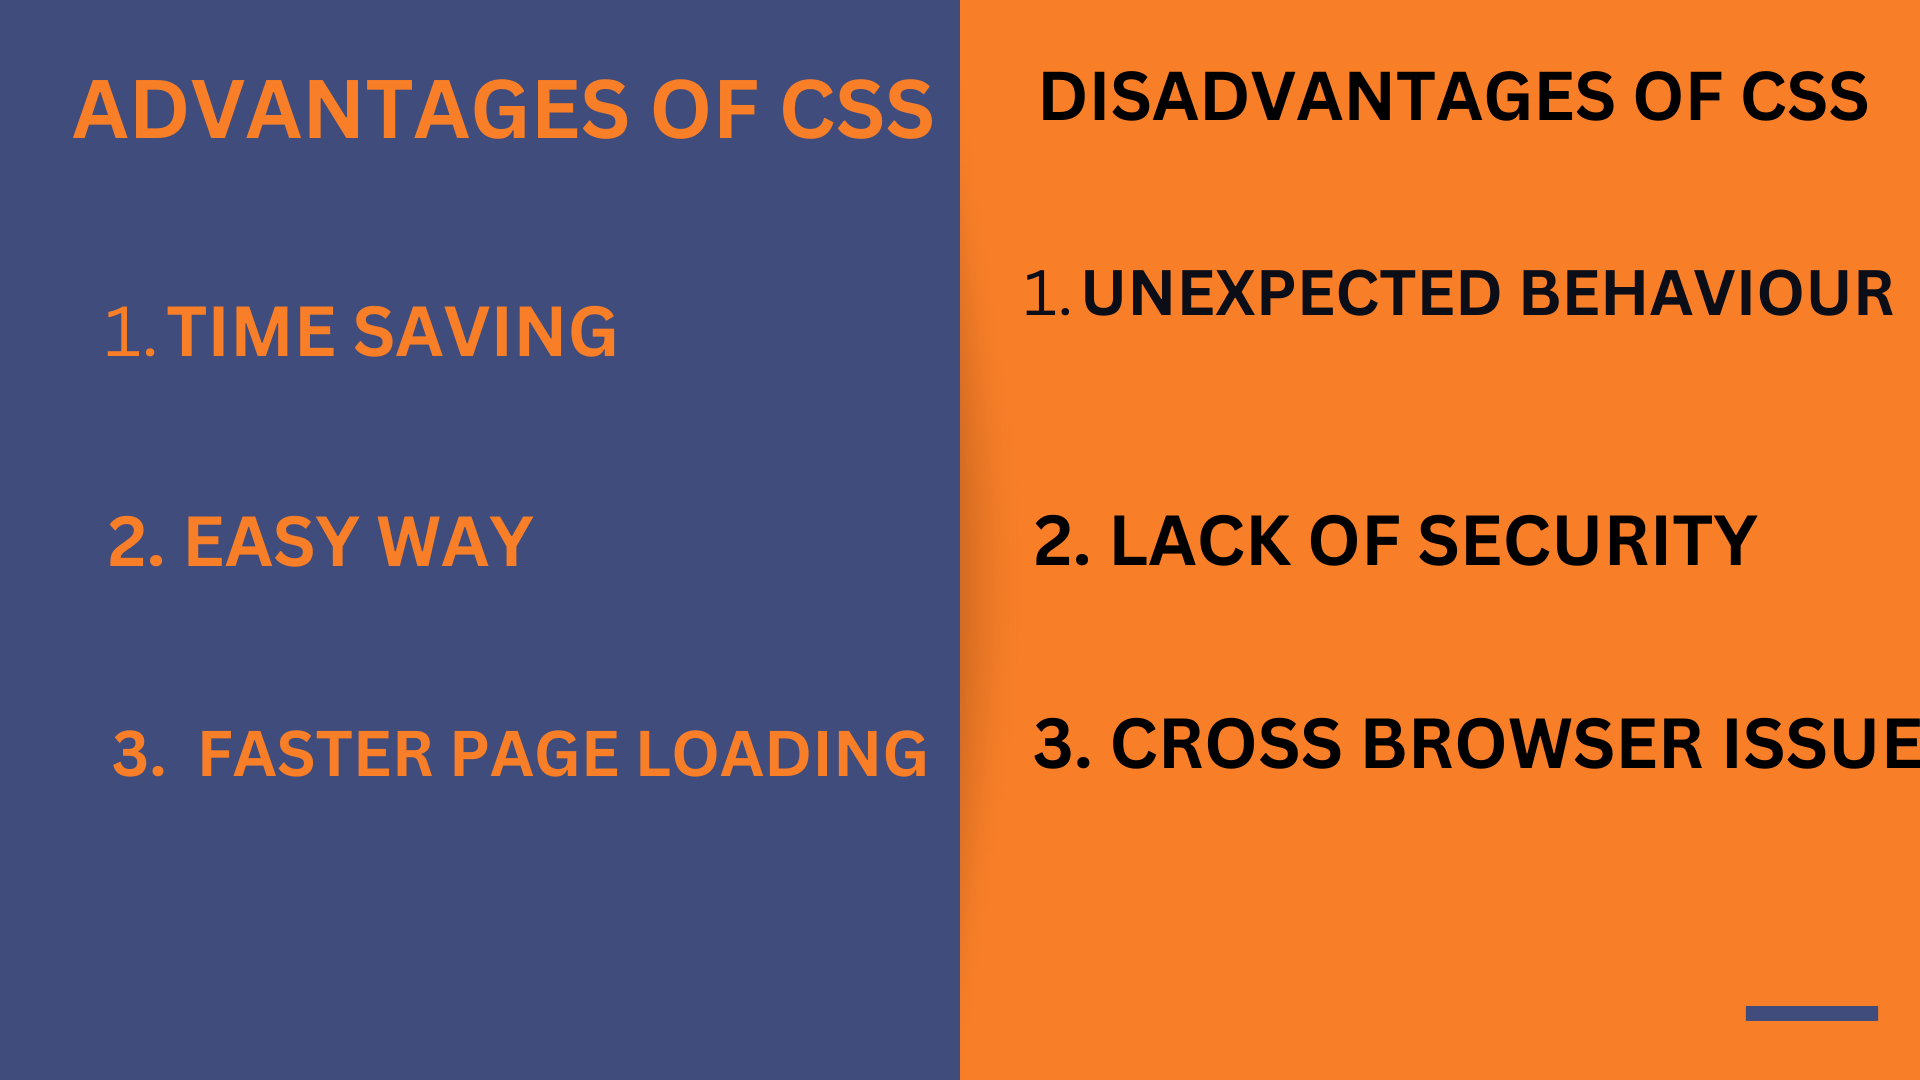 ADVANTAGES OF CSS
1. TIME SAVING
2. EASY WAY
3. FASTER PAGE LOADING
DISADVANTAGES OF CSS
1. UNEXPECTED BEHAVIOUR
2. LACK OF SECURITY
3. CROSS BROWSER ISSUE